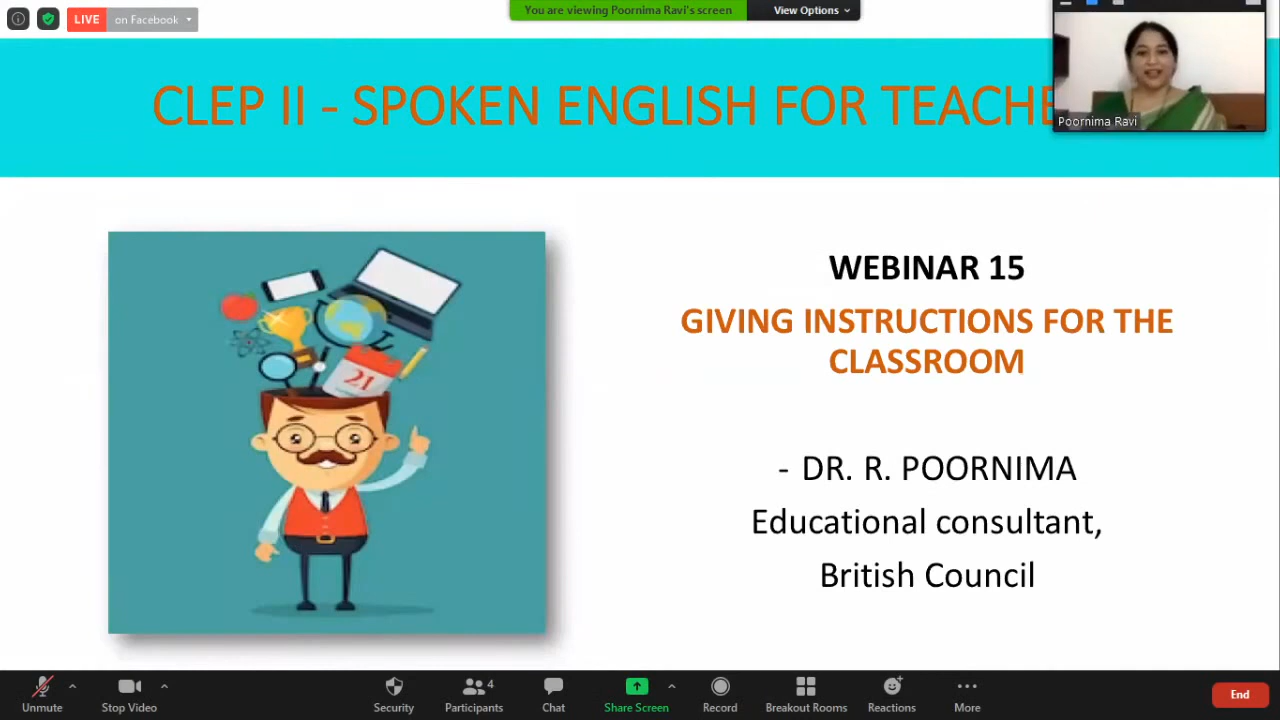 LIVE on Facebook
You are viewing Poornima Ravi's screen View Options
CLEP II - SPOKEN ENGLISH FOR TEACHE
Poornima Ravi
21
WEBINAR 15
GIVING INSTRUCTIONS FOR THE
CLASSROOM
- DR. R. POORNIMA
Educational consultant,
British Council
Unmute Stop Video Security Participants 4 Chat Share Screen Record Breakout Rooms Reactions More End